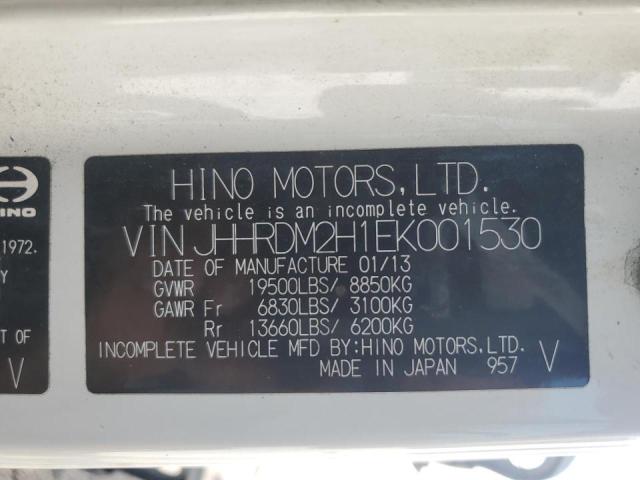 HINO
1972.
Y
T OF
V
HINO MOTORS,LTD.
The vehicle is an incomplete vehicle.
VIN JHHRDM2H1EK001530
DATE OF MANUFACTURE 01/13
GVWR 19500LBS/ 8850KG
GAWR Fr 6830LBS/ 3100KG
Rr 13660LBS/ 6200KG
INCOMPLETE VEHICLE MFD BY:HINO MOTORS,LTD.
MADE IN JAPAN 957 V